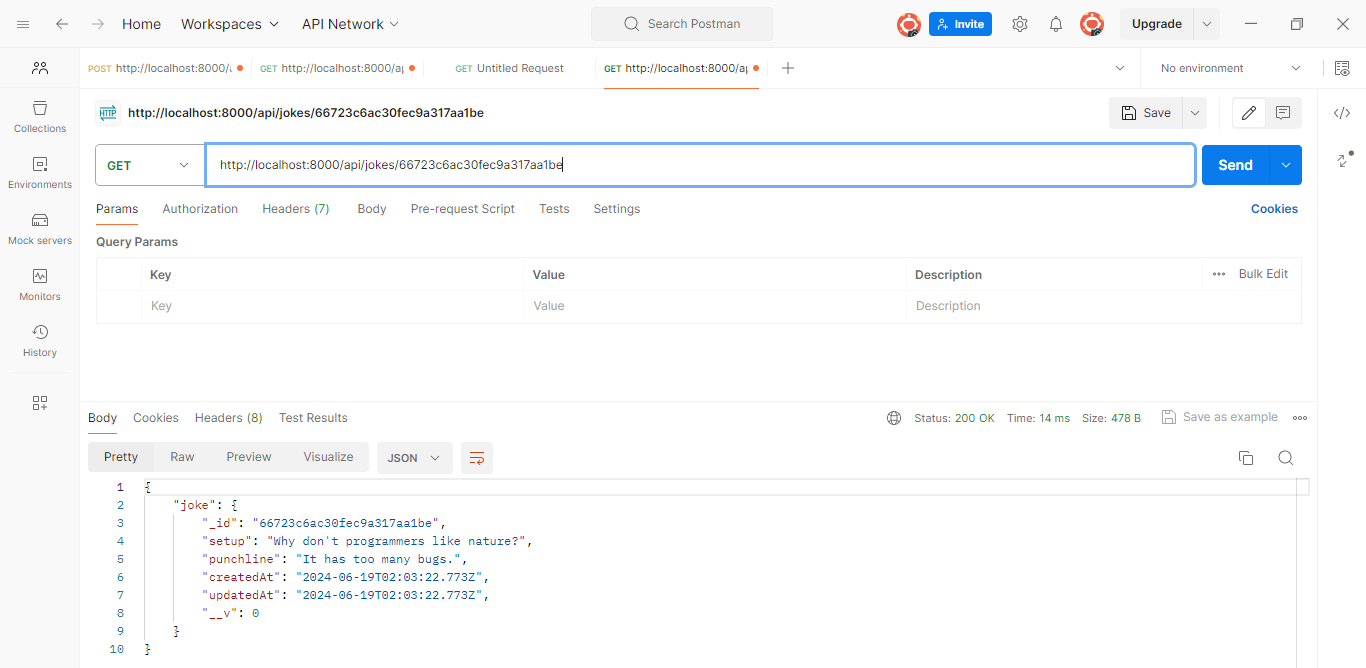 Home Workspaces API Network Search Postman Invite Upgrade
POST http://localhost:8000/a GET http://localhost:8000/ap GET Untitled Request GET http://localhost:8000/ap No environment
HTTP http://localhost:8000/api/jokes/66723c6ac30fec9a317aa1be Save
GET http://localhost:8000/api/jokes/66723c6ac30fec9a317aa1be Send
Params Authorization Headers (7) Body Pre-request Script Tests Settings Cookies
Query Params
Key Value Description Bulk Edit
Key Value Description
Collections
Environments
Mock servers
Monitors
History
Body Cookies Headers (8) Test Results Status: 200 OK Time: 14 ms Size: 478 B Save as example
Pretty Raw Preview Visualize JSON
1 {
2 "joke": {
3 "_id": "66723c6ac30fec9a317aa1be",
4 "setup": "Why don't programmers like nature?",
5 "punchline": "It has too many bugs.",
6 "createdAt": "2024-06-19T02:03:22.773Z",
7 "updatedAt": "2024-06-19T02:03:22.773Z",
8 "__v": 0
9 }
10 }